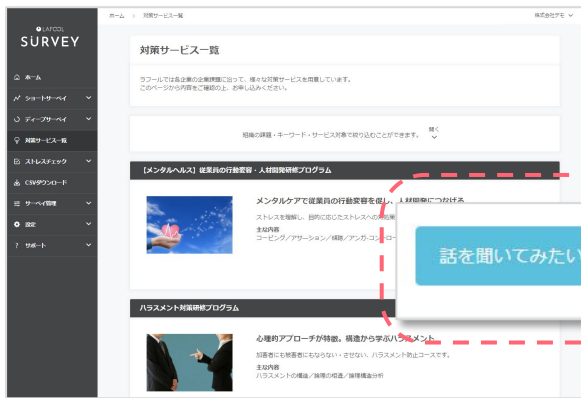 ホーム 〉 対策サービス一覧
株式会社デモ
LAFOOL
SURVEY
ホーム
ショートサーベイ
ディープサーベイ
対策サービス一覧
ストレスチェック
CSVダウンロード
サーベイ管理
設定
? サポート
対策サービス一覧
ラフールでは各企業の企業課題に沿って、様々な対策サービスを用意しています。
このページから内容をご確認の上、お申し込みください。
組織の課題・キーワード・サービス対象で絞り込むことができます。
開く
【メンタルヘルス】従業員の行動変容・人材開発研修プログラム
メンタルケアで従業員の行動変容を促し、人材開発につなげる
ストレスを理解し、目的に応じたストレスへの対処策
主な内容
コーピング／アサーション／傾聴／アンガーコントロー
話を聞いてみたい
ハラスメント対策研修プログラム
心理的アプローチが特徴。構造から学ぶハラスメント
加害者にも被害者にもならない・させない、ハラスメント防止コースです。
主な内容
ハラスメントの構造／論理の相違／論理構造分析